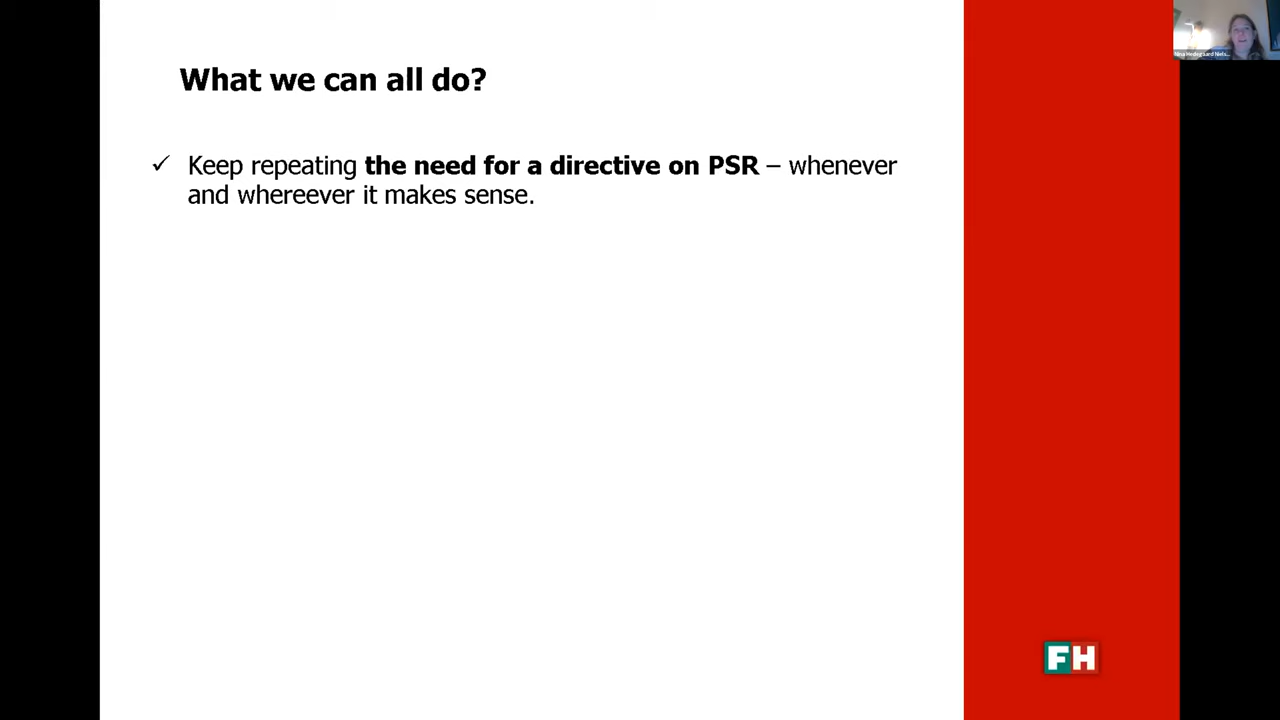 What we can all do?
✓ Keep repeating the need for a directive on PSR – whenever
and whereever it makes sense.
FH